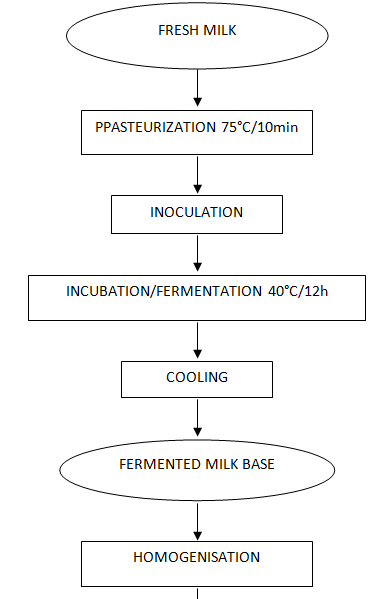 FRESH MILK
PPASTEURIZATION 75°C/10min
INOCULATION
INCUBATION/FERMENTATION 40°C/12h
COOLING
FERMENTED MILK BASE
HOMOGENISATION